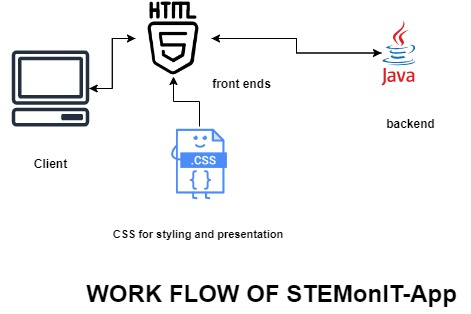 HTML
5
front ends
Java
backend
Client
.CSS
{ }
CSS for styling and presentation
WORK FLOW OF STEMonIT-App